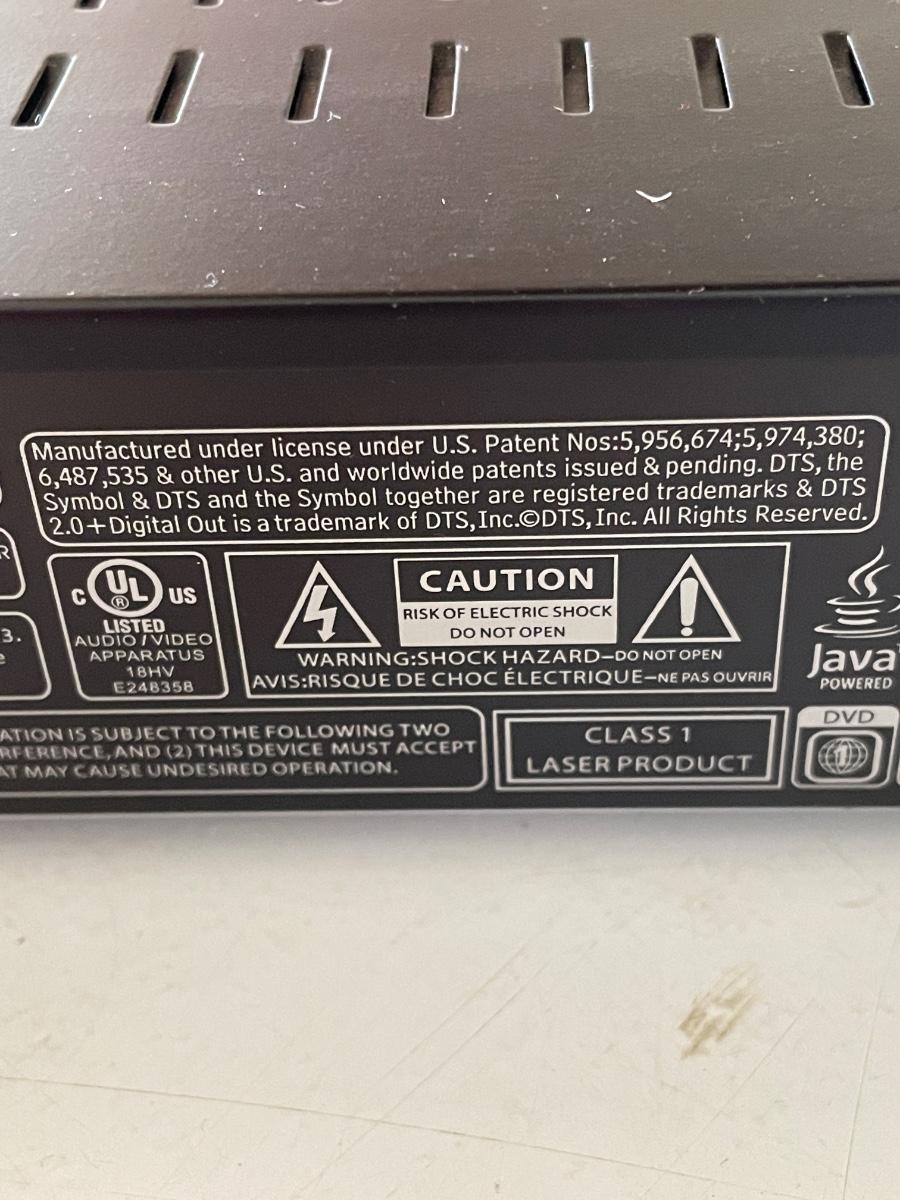 Manufactured under license under U.S. Patent Nos:5,956,674;5,974,380;
6,487,535 & other U.S. and worldwide patents issued & pending. DTS, the
Symbol & DTS and the Symbol together are registered trademarks & DTS
2.0+Digital Out is a trademark of DTS,Inc.©DTS, Inc. All Rights Reserved.
R
3.
e
C UL ® US
LISTED
AUDIO/VIDEO
APPARATUS
18HV
E248358
CAUTION
RISK OF ELECTRIC SHOCK
DO NOT OPEN
WARNING:SHOCK HAZARD–DO NOT OPEN
AVIS:RISQUE DE CHOC ÉLECTRIQUE–NE PAS OUVRIR
Java
POWERED
ATION IS SUBJECT TO THE FOLLOWING TWO
RFERENCE, AND (2) THIS DEVICE MUST ACCEPT
AT MAY CAUSE UNDESIRED OPERATION.
CLASS 1
LASER PRODUCT
DVD
1